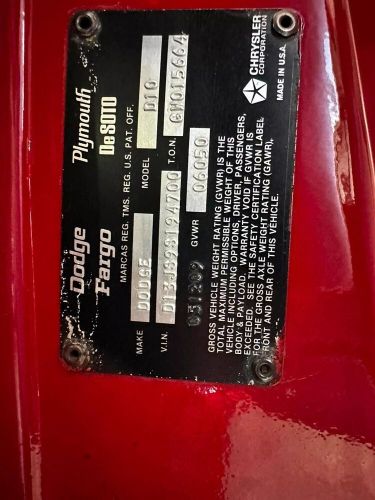 Dodge Plymouth
Fargo DeSOTO
MARCAS REG. TMS. REG. U.S. PAT. OFF.
CHRYSLER
CORPORATION
MADE IN U.S.A.
MAKE DODGE MODEL D10
V.I.N. T.O.N.
GVWR 06050
GROSS VEHICLE WEIGHT RATING (GVWR) IS THE
TOTAL MAXIMUM PERMISSIBLE WEIGHT OF THIS
VEHICLE INCLUDING OPTIONS, DRIVER, PASSENGERS,
BODY & PAYLOAD. WARRANTY VOID IF GVWR IS
EXCEEDED. SEE THE SAFETY CERTIFICATION LABEL
FOR THE GROSS AXLE WEIGHT RATING (GAWR),
FRONT AND REAR OF THIS VEHICLE.